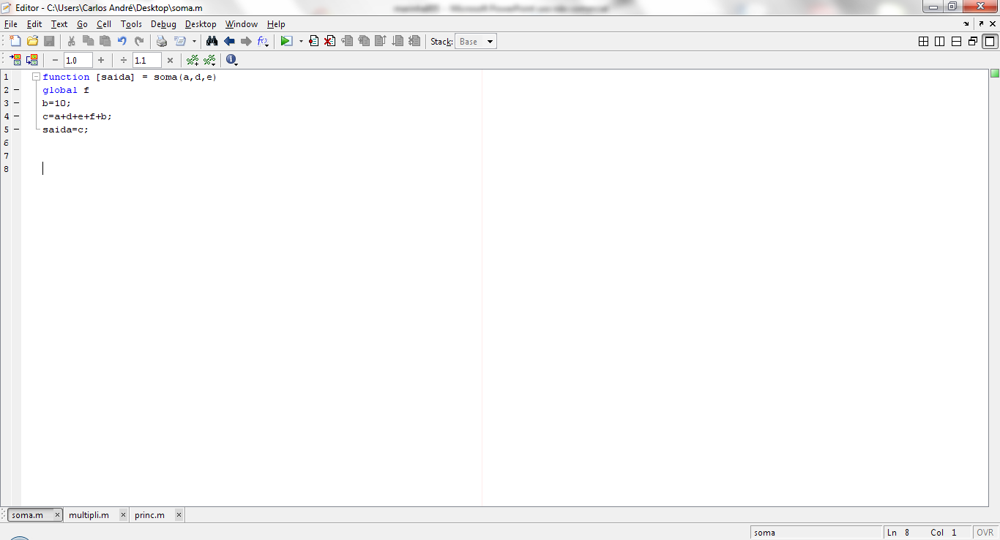 Editor - C:\Users\Carlos André\Desktop\soma.m
File Edit Text Go Cell Tools Debug Desktop Window Help
Stack: Base
− 1.0 + ÷ 1.1 ×
1 function [saida] = soma(a,d,e)
2 – global f
3 – b=10;
4 – c=a+d+e+f+b;
5 – saida=c;
6
7
8
soma.m × multipli.m × princ.m ×
soma Ln 8 Col 1 OVR